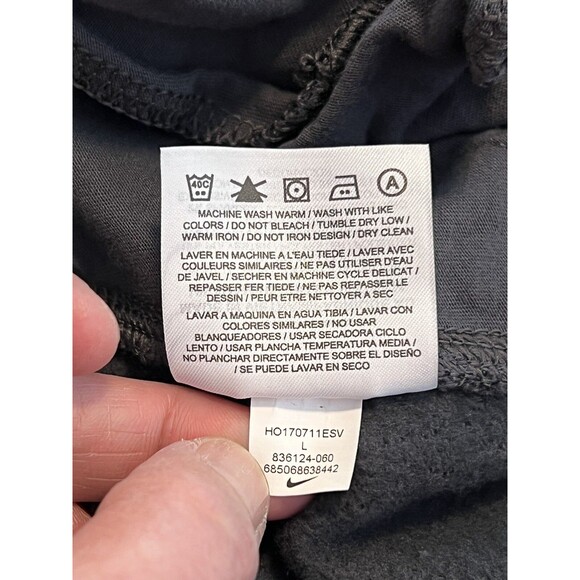 40C A
MACHINE WASH WARM / WASH WITH LIKE
COLORS / DO NOT BLEACH / TUMBLE DRY LOW /
WARM IRON / DO NOT IRON DESIGN / DRY CLEAN
LAVER EN MACHINE A L'EAU TIEDE / LAVER AVEC
COULEURS SIMILAIRES / NE PAS UTILISER D'EAU
DE JAVEL / SECHER EN MACHINE CYCLE DELICAT /
REPASSER FER TIEDE / NE PAS REPASSER LE
DESSIN / PEUR ETRE NETTOYER A SEC
LAVAR A MAQUINA EN AGUA TIBIA / LAVAR CON
COLORES SIMILARES / NO USAR
BLANQUEADORES / USAR SECADORA CICLO
LENTO / USAR PLANCHA TEMPERATURA MEDIA /
NO PLANCHAR DIRECTAMENTE SOBRE EL DISEÑO
/ SE PUEDE LAVAR EN SECO
HO170711ESV
L
836124-060
685068638442